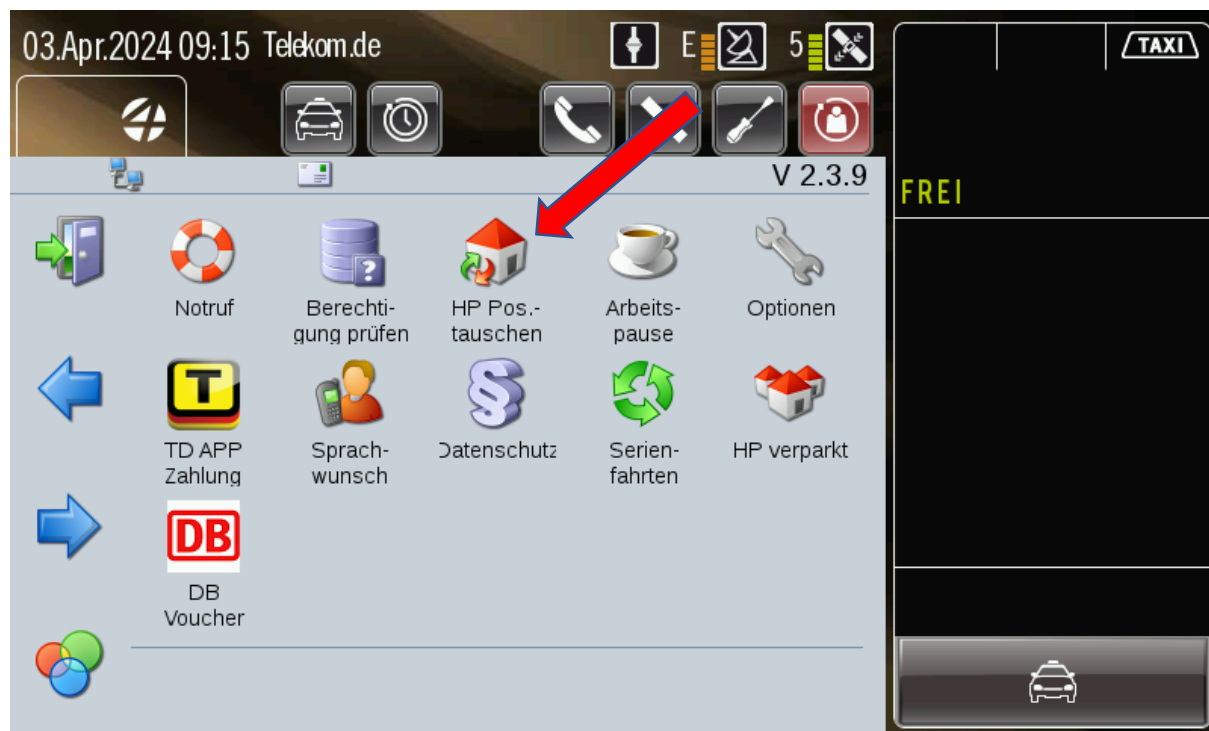 03.Apr.2024 09:15 Telekom.de
E
5
TAXI
V 2.3.9
FREI
?
Notruf
Berechti-
gung prüfen
HP Pos.-
tauschen
Arbeits-
pause
Optionen
T
§
TD APP
Zahlung
Sprach-
wunsch
Datenschutz
Serien-
fahrten
HP verparkt
DB
DB
Voucher